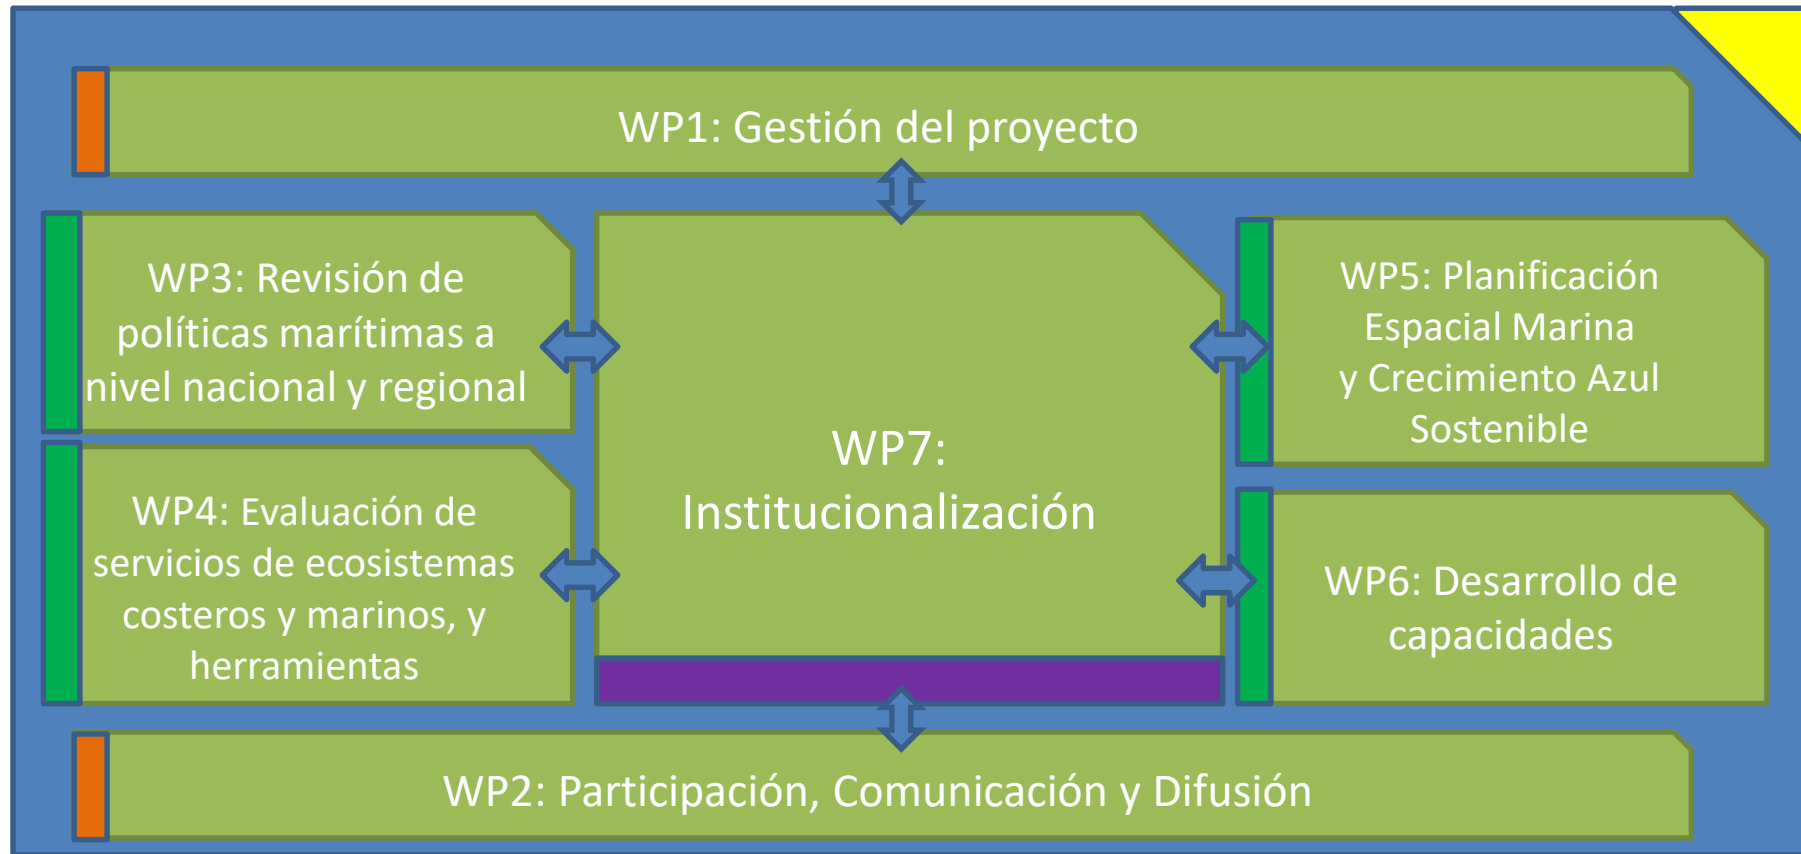 WP1: Gestión del proyecto
WP3: Revisión de
políticas marítimas a
nivel nacional y regional
WP4: Evaluación de
servicios de ecosistemas
costeros y marinos, y
herramientas
WP7:
Institucionalización
WP5: Planificación
Espacial Marina
y Crecimiento Azul
Sostenible
WP6: Desarrollo de
capacidades
WP2: Participación, Comunicación y Difusión